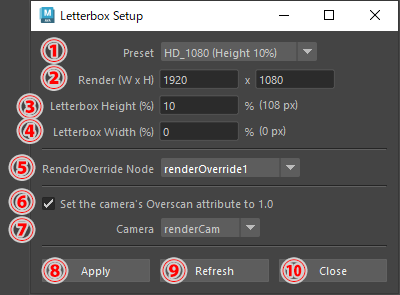 M
Letterbox Setup
① Preset HD_1080 (Height 10%)
② Render (W x H) 1920 x 1080
③ Letterbox Height (%) 10 % (108 px)
④ Letterbox Width (%) 0 % (0 px)
⑤ RenderOverride Node renderOverride1
⑥ Set the camera's Overscan attribute to 1.0
⑦ Camera renderCam
⑧ Apply ⑨ Refresh ⑩ Close